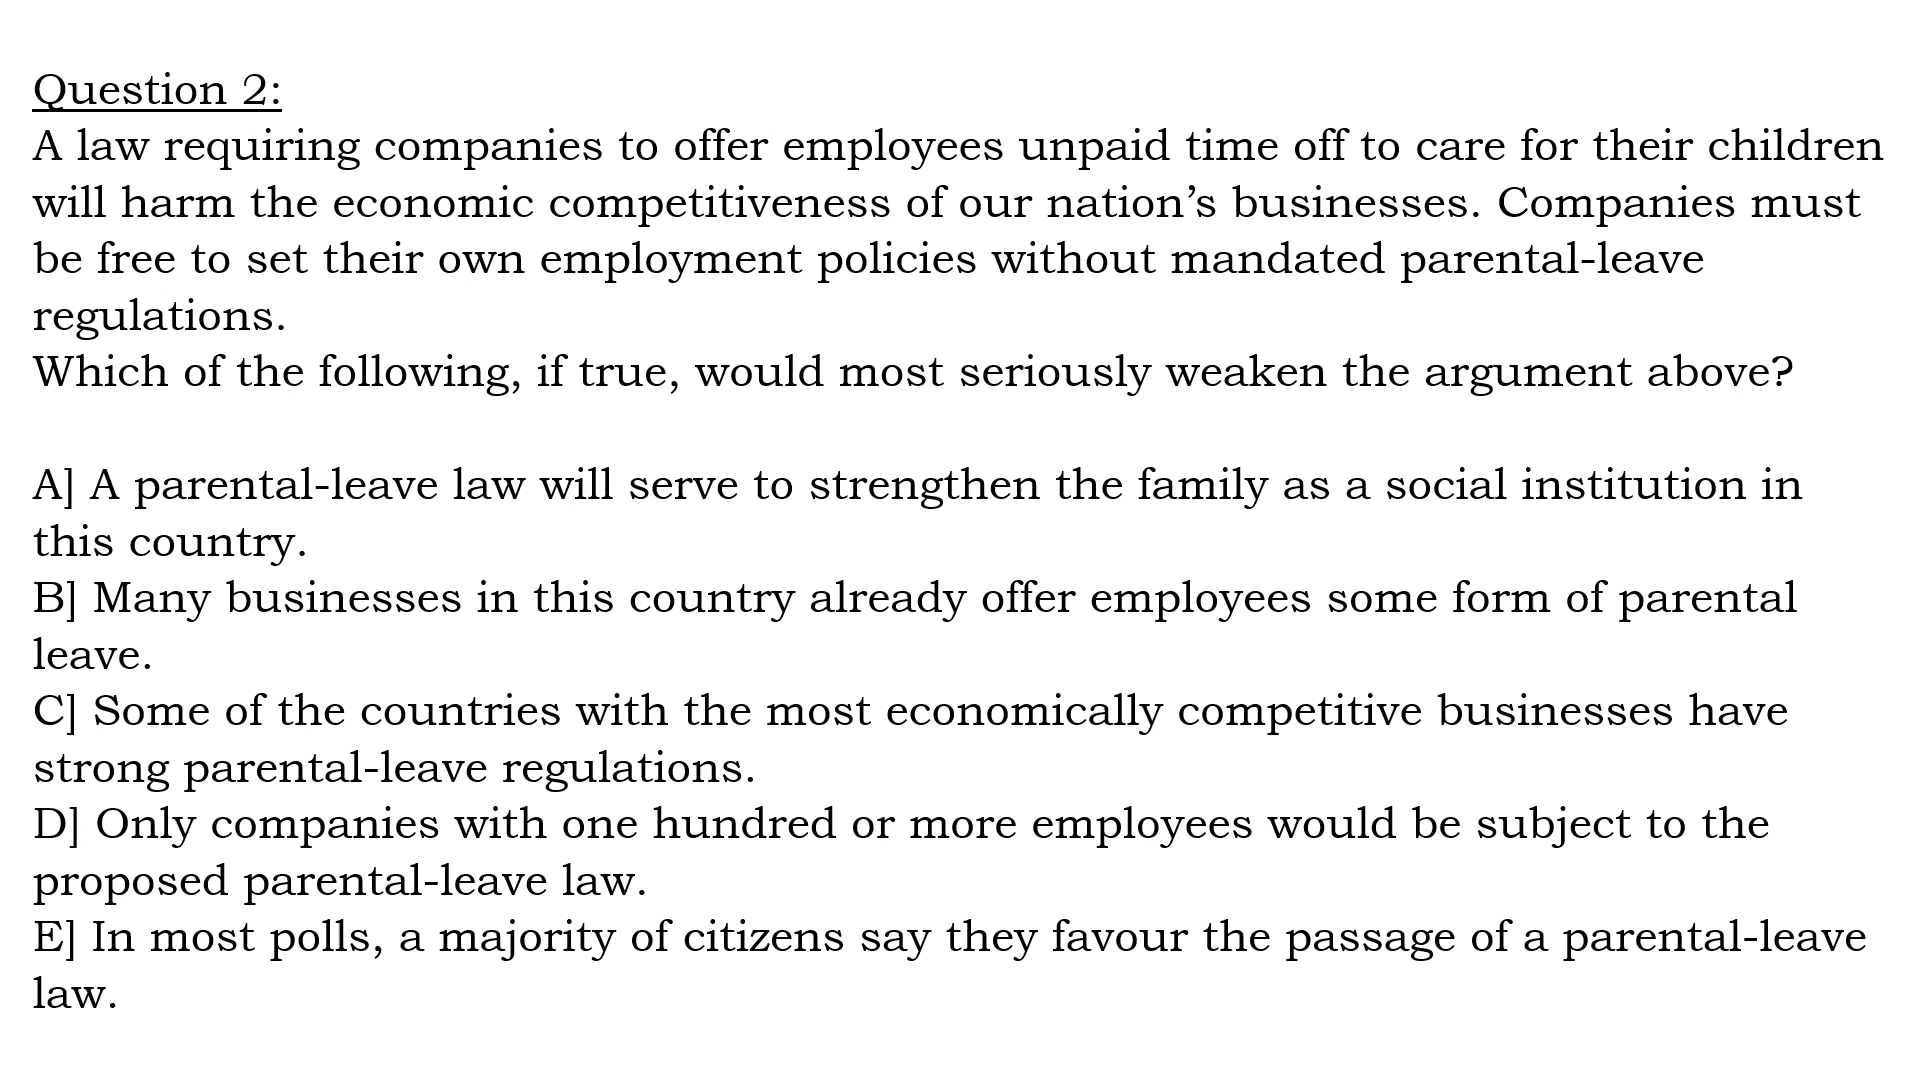 Question 2:
A law requiring companies to offer employees unpaid time off to care for their children
will harm the economic competitiveness of our nation’s businesses. Companies must
be free to set their own employment policies without mandated parental-leave
regulations.
Which of the following, if true, would most seriously weaken the argument above?
A] A parental-leave law will serve to strengthen the family as a social institution in
this country.
B] Many businesses in this country already offer employees some form of parental
leave.
C] Some of the countries with the most economically competitive businesses have
strong parental-leave regulations.
D] Only companies with one hundred or more employees would be subject to the
proposed parental-leave law.
E] In most polls, a majority of citizens say they favour the passage of a parental-leave
law.